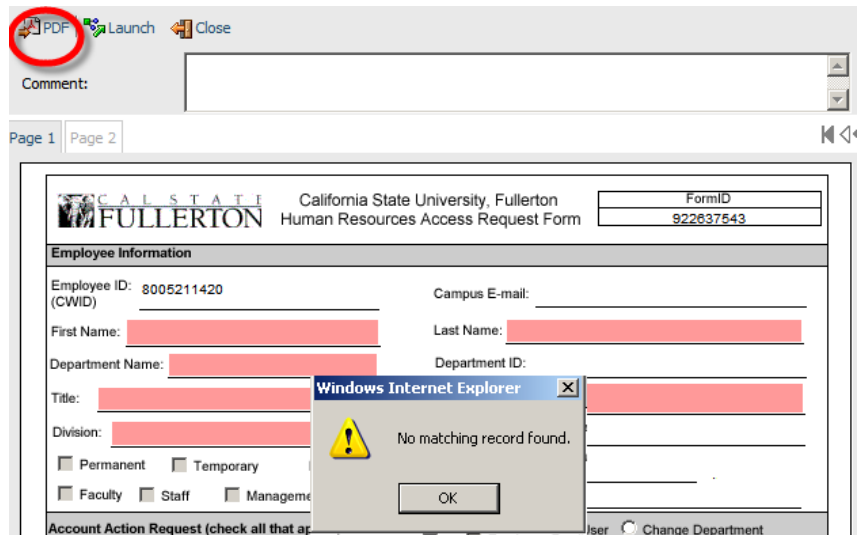 PDF Launch Close
Comment:
Page 1 Page 2
CAL STATE
FULLERTON
California State University, Fullerton
Human Resources Access Request Form
FormID
922637543
Employee Information
Employee ID: 8005211420
(CWID)
Campus E-mail:
First Name:
Last Name:
Department Name:
Department ID:
Title:
Windows Internet Explorer
Division:
No matching record found.
Permanent Temporary
Faculty Staff Manageme
OK
Account Action Request (check all that ap
User Change Department